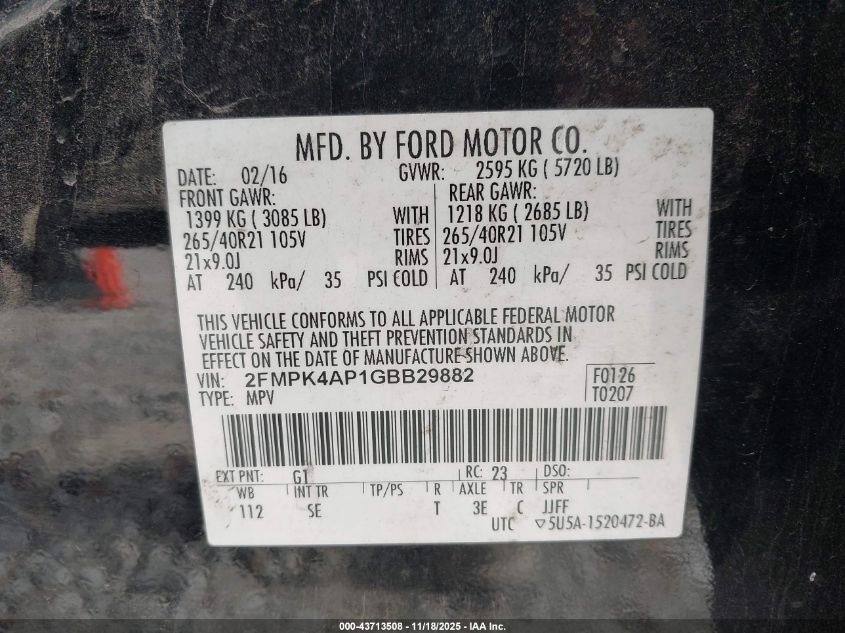 MFD. BY FORD MOTOR CO.
DATE: 02/16 GVWR: 2595 KG ( 5720 LB)
FRONT GAWR: REAR GAWR:
1399 KG ( 3085 LB) WITH 1218 KG ( 2685 LB) WITH
265/40R21 105V TIRES 265/40R21 105V TIRES
21x9.0J RIMS 21x9.0J RIMS
AT 240 kPa/ 35 PSI COLD AT 240 kPa/ 35 PSI COLD
THIS VEHICLE CONFORMS TO ALL APPLICABLE FEDERAL MOTOR
VEHICLE SAFETY AND THEFT PREVENTION STANDARDS IN
EFFECT ON THE DATE OF MANUFACTURE SHOWN ABOVE.
VIN: 2FMPK4AP1GBB29882 F0126
TYPE: MPV T0207
EXT PNT: G1 RC: 23 DSO:
WB INT TR TP/PS R AXLE TR SPR
112 SE T 3E C JJFF
UTC ▽5U5A-1520472-BA
000-43713508 - 11/18/2025 - IAA Inc.